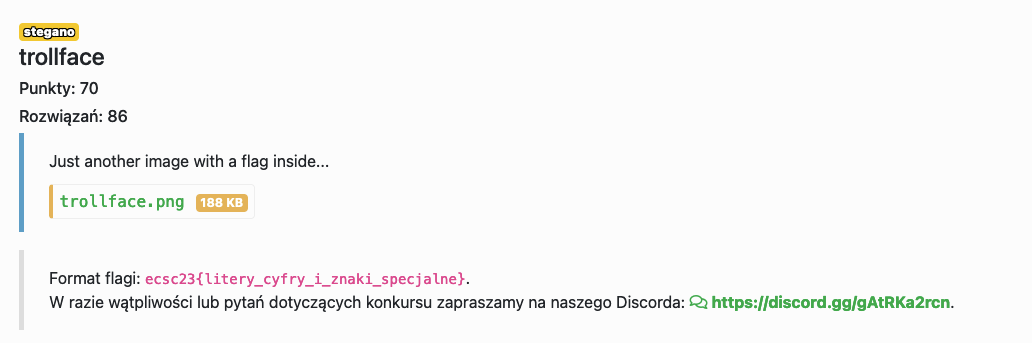 stegano
trollface
Punkty: 70
Rozwiązań: 86
Just another image with a flag inside...
trollface.png 188 KB
Format flagi: ecsc23{litery_cyfry_i_znaki_specjalne}.
W razie wątpliwości lub pytań dotyczących konkursu zapraszamy na naszego Discorda: https://discord.gg/gAtRKa2rcn.